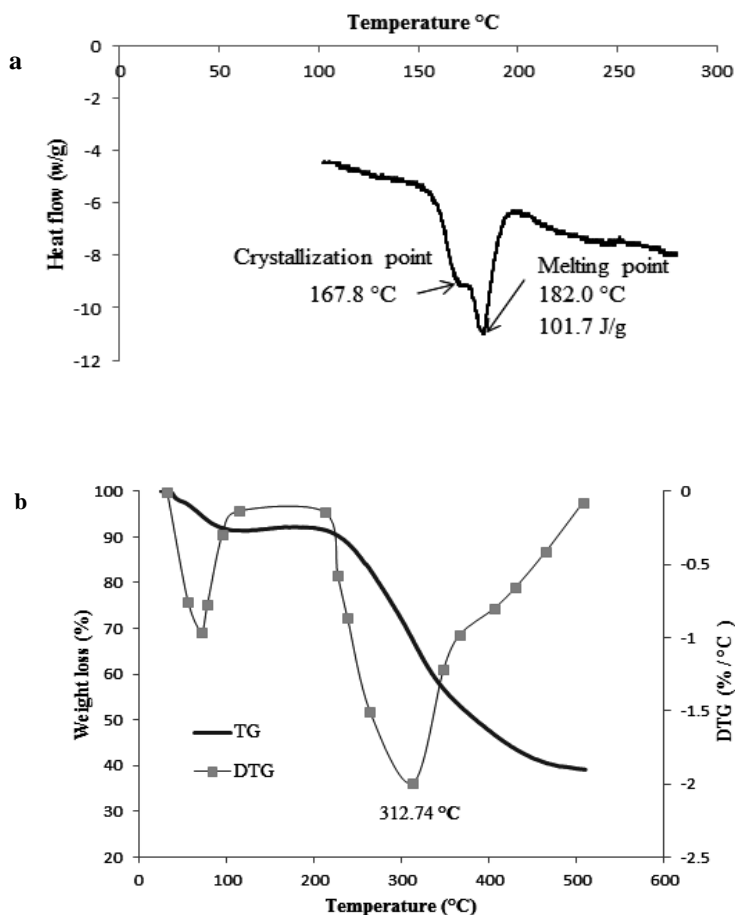 Temperature °C
a
0
0
50
100
150
200
250
300
-2
-4
-6
-8
-10
-12
Heat flow (w/g)
Crystallization point
167.8 °C
Melting point
182.0 °C
101.7 J/g
b
100
90
80
70
60
50
40
30
20
Weight loss (%)
0
-0.5
-1
-1.5
-2
-2.5
DTG (%/°C)
TG
DTG
312.74 °C
0
100
200
300
400
500
600
Temperature (°C)